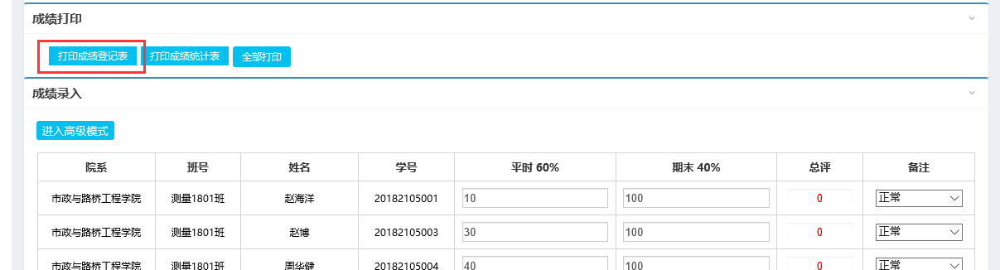 成绩打印
打印成绩登记表 打印成绩统计表 全部打印
成绩录入
进入高级模式
院系 班号 姓名 学号 平时 60% 期末 40% 总评 备注
市政与路桥工程学院 测量1801班 赵海洋 20182105001 10 100 0 正常
市政与路桥工程学院 测量1801班 赵博 20182105003 30 100 0 正常
市政与路桥工程学院 测量1801班 周华健 20182105004 40 100 0 正常